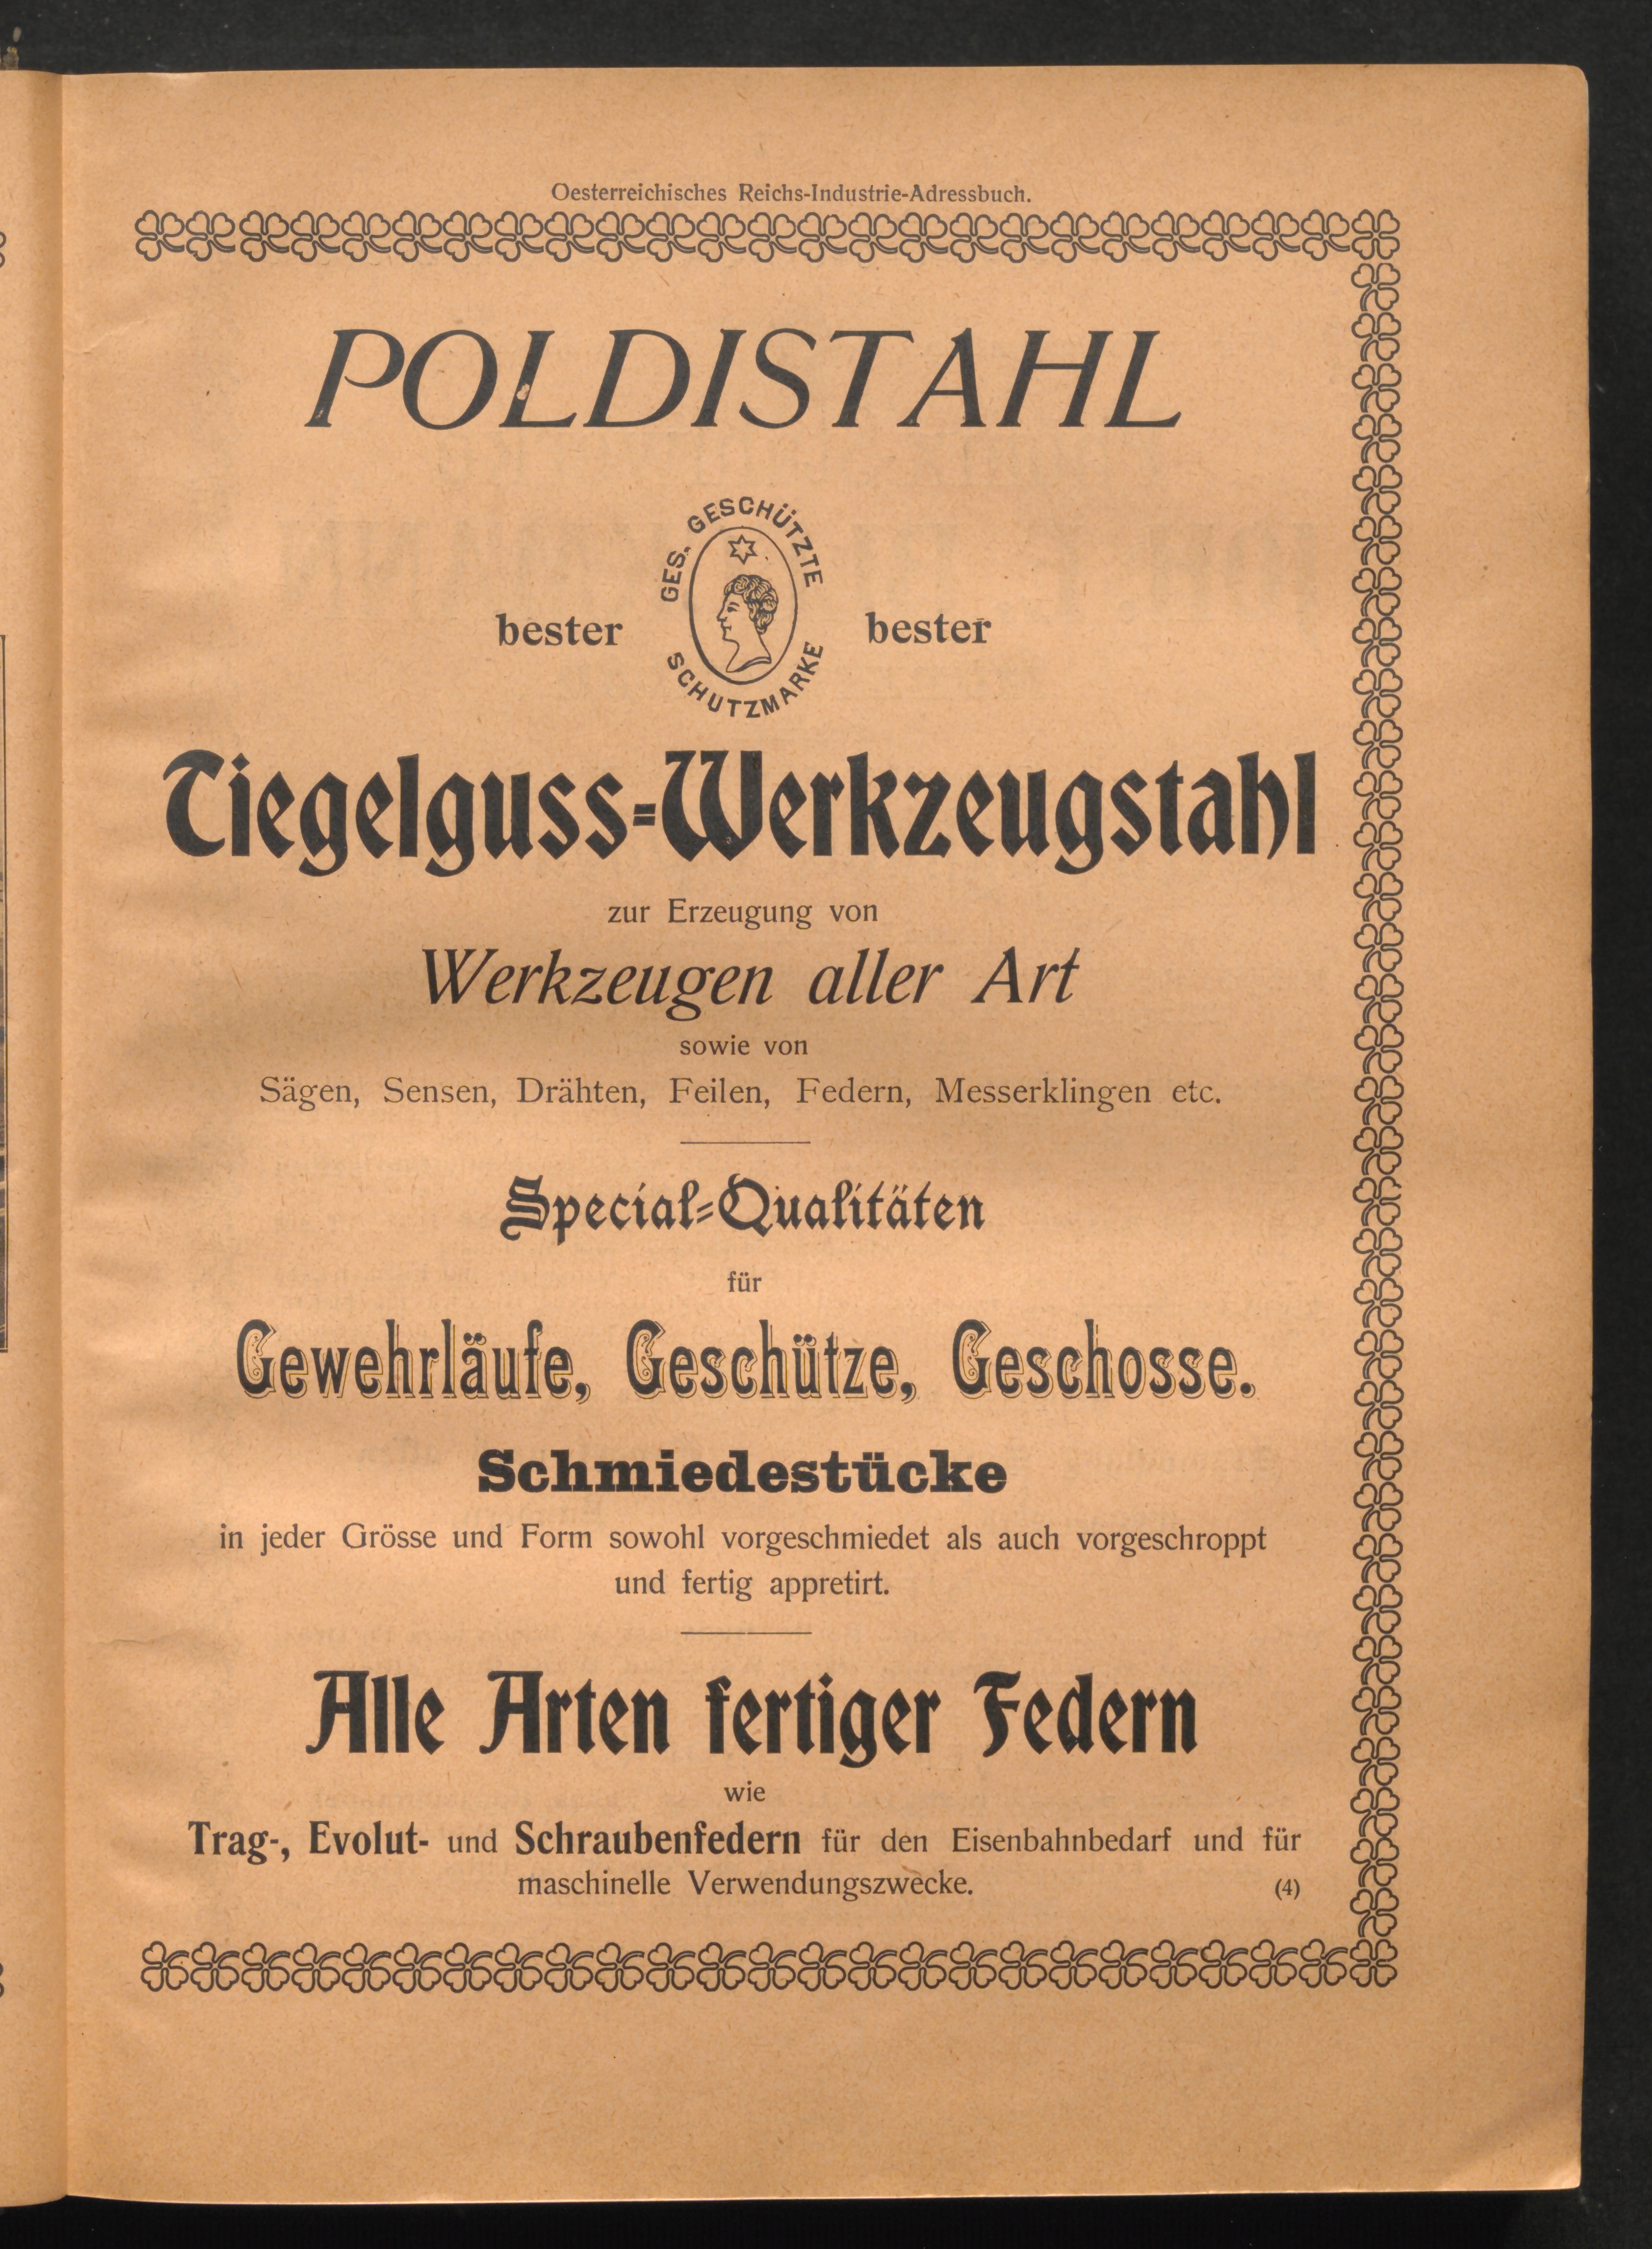 Oesterreichisches Reichs-Industrie-Adressbuch.
POLDISTAHL
GES. GESCHÜTZTE
bester bester
SCHUTZMARKE
Tiegelguss-Werkzeugstahl
zur Erzeugung von
Werkzeugen aller Art
sowie von
Sägen, Sensen, Drähten, Feilen, Federn, Messerklingen etc.
Special-Qualitäten
für
Gewehrläufe, Geschütze, Geschosse.
Schmiedestücke
in jeder Grösse und Form sowohl vorgeschmiedet als auch vorgeschroppt
und fertig appretirt.
Alle Arten fertiger Federn
wie
Trag-, Evolut- und Schraubenfedern für den Eisenbahnbedarf und für
maschinelle Verwendungszwecke. (4)